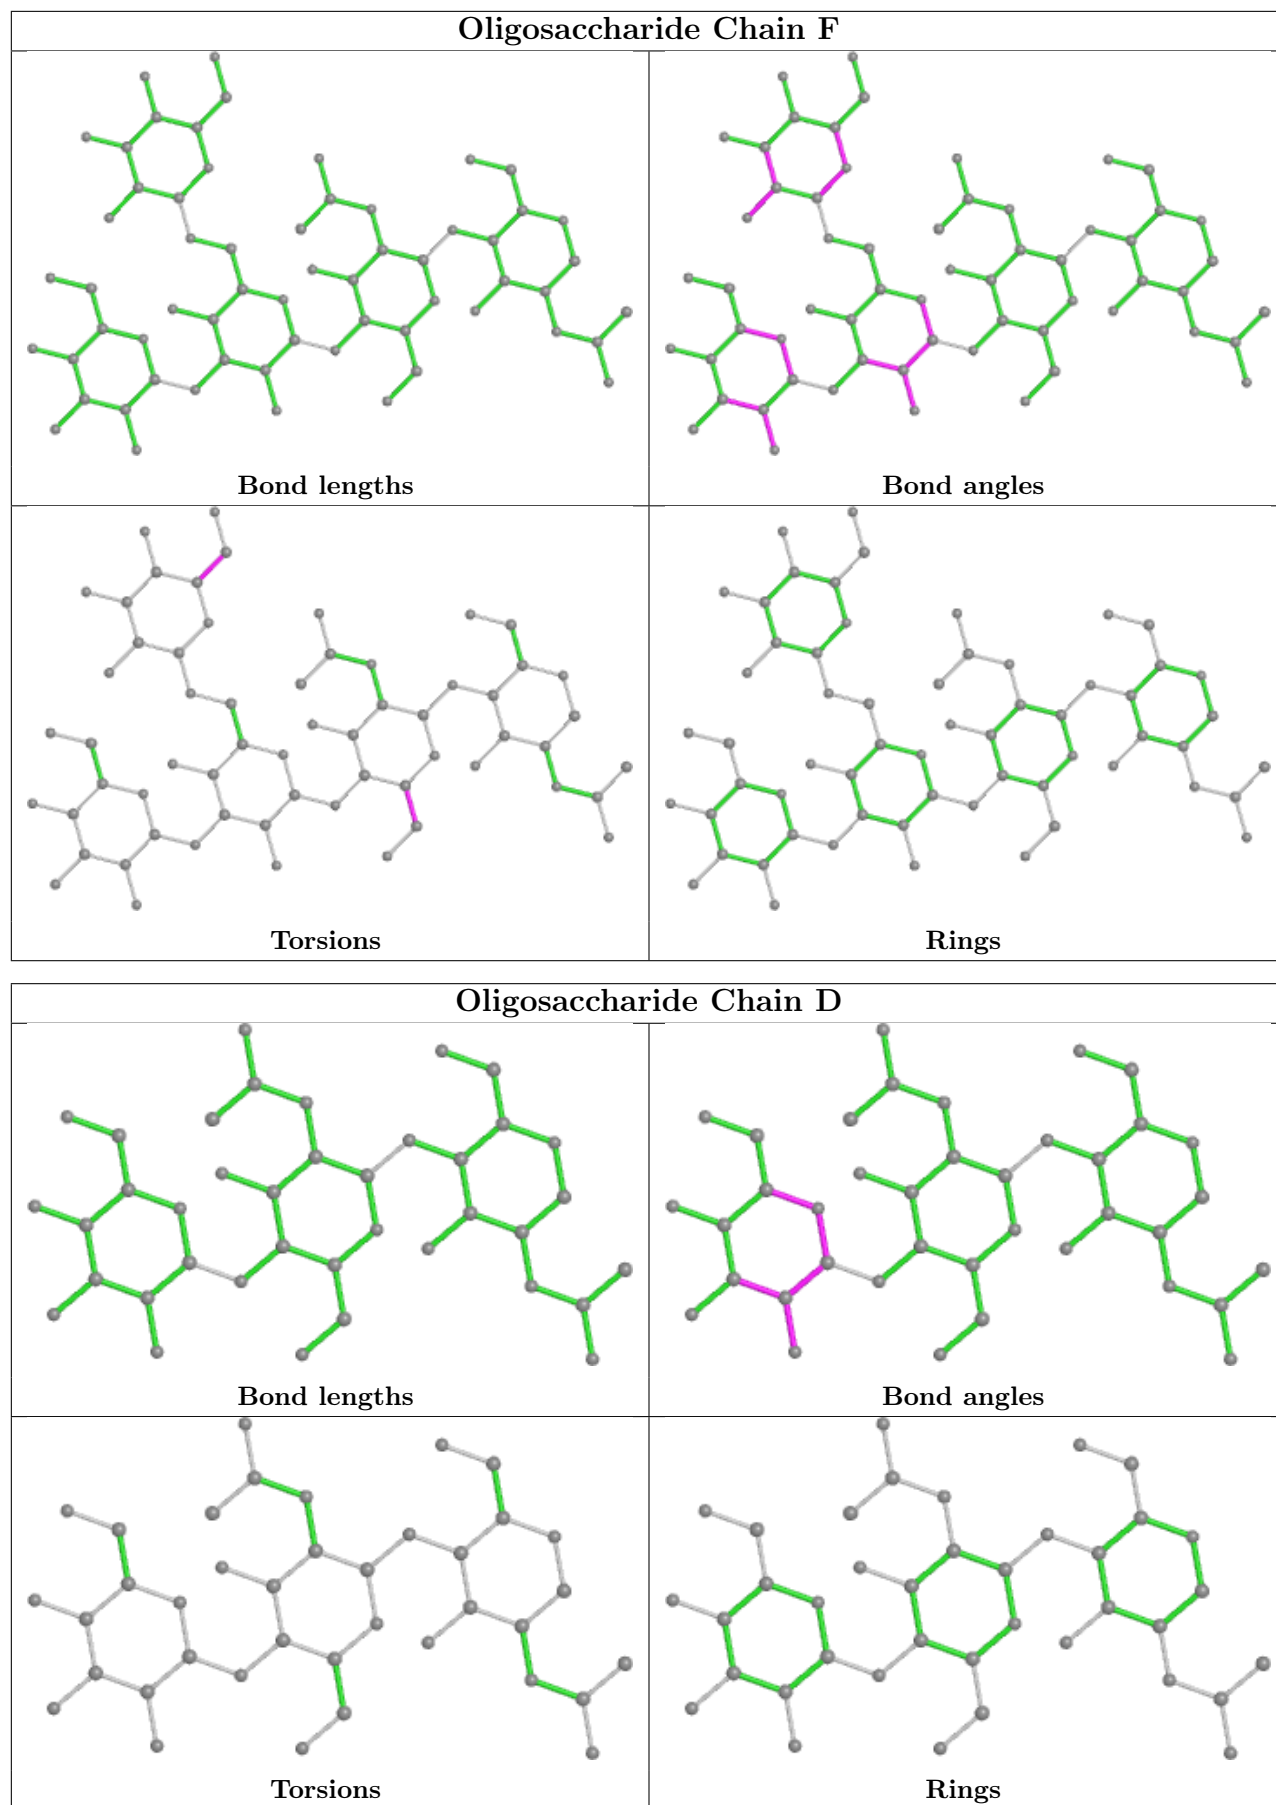 Oligosaccharide Chain F
Bond lengths
Bond angles
Torsions
Rings
Oligosaccharide Chain D
Bond lengths
Bond angles
Torsions
Rings